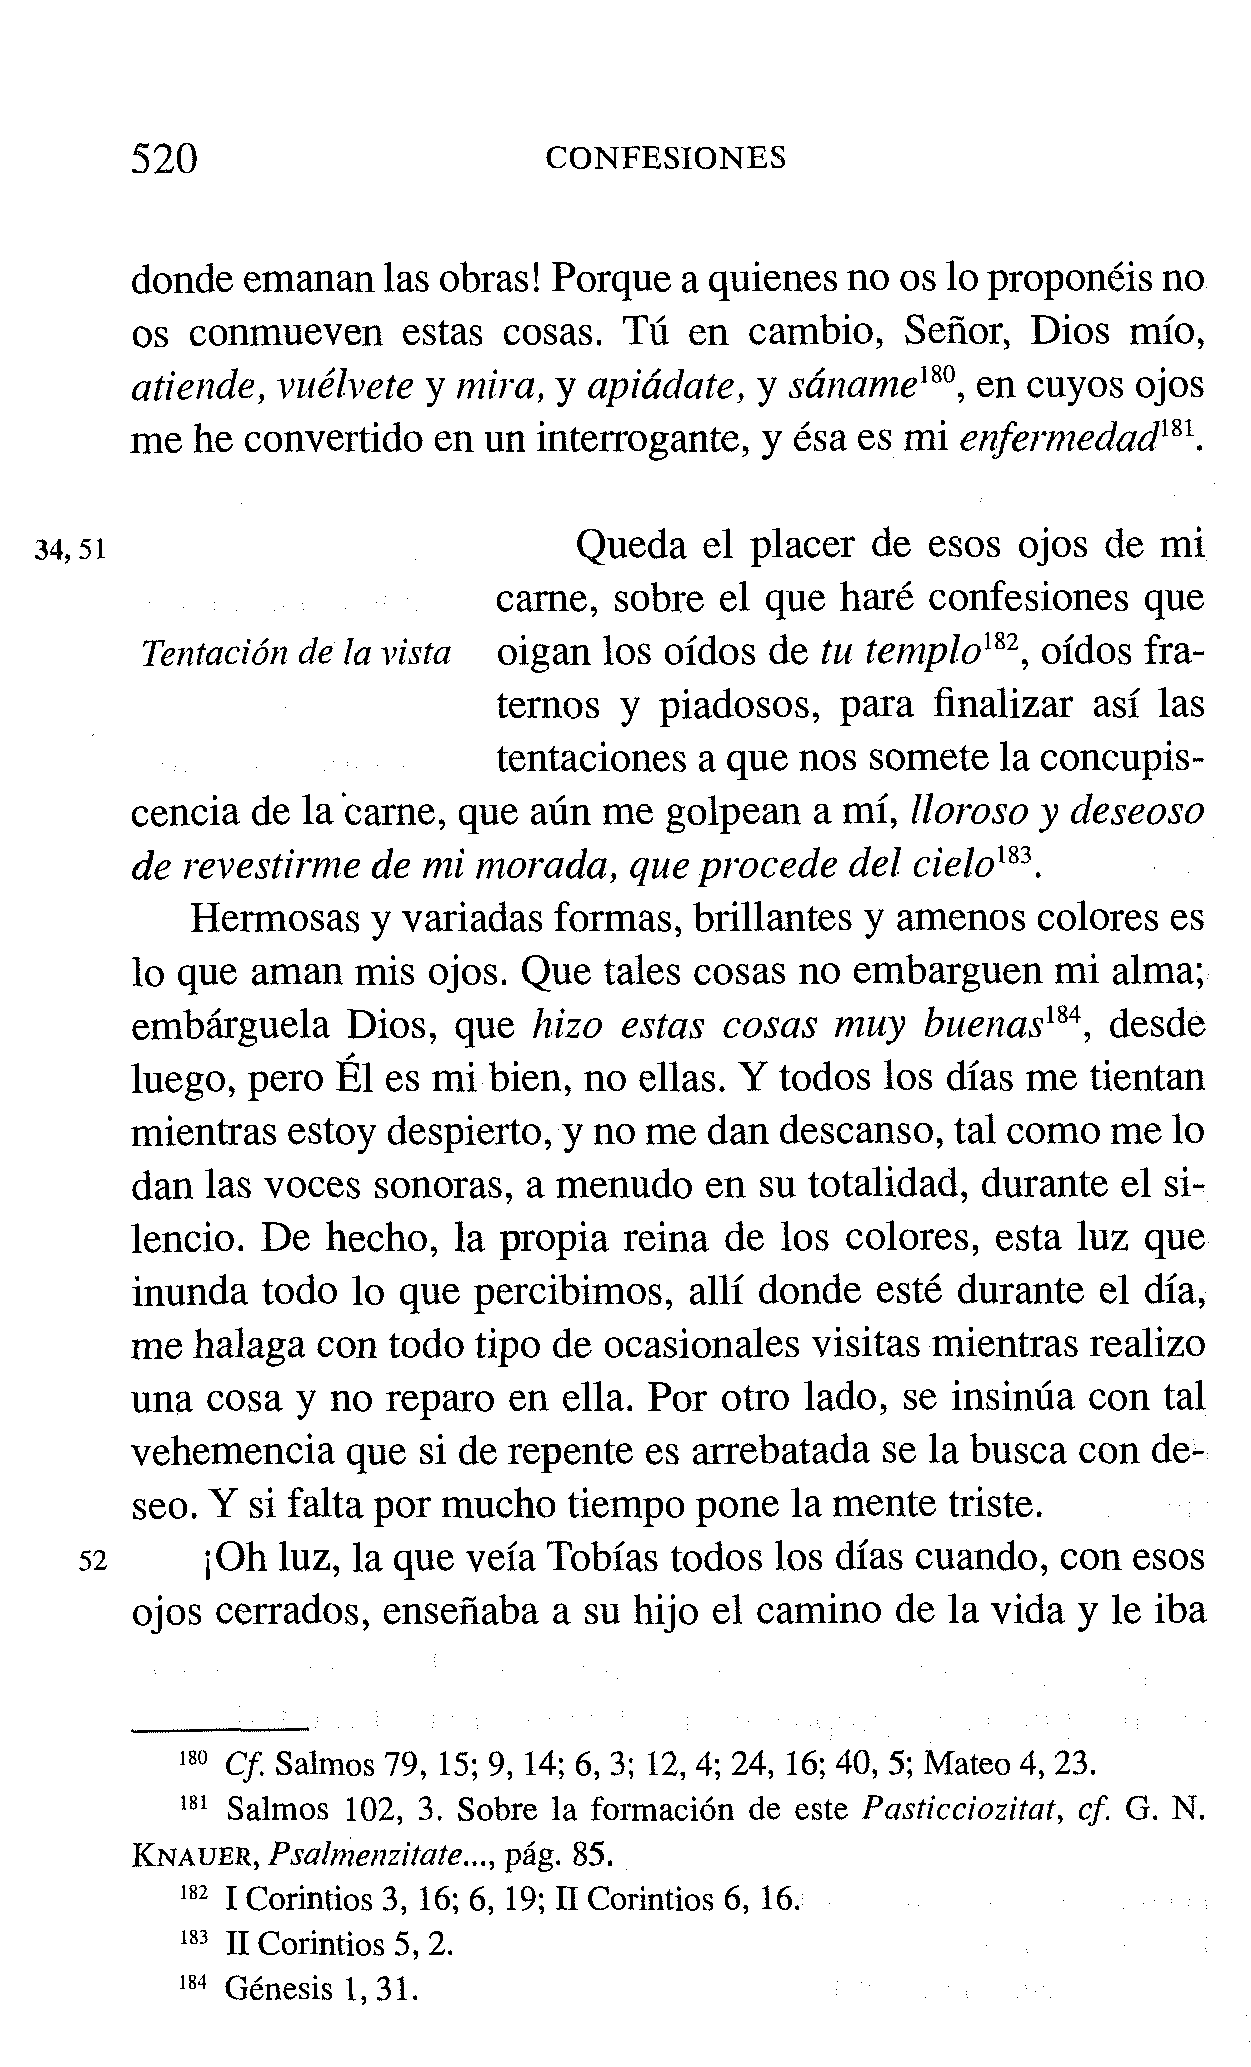 520 CONFESIONES
donde emanan las obras! Porque a quienes no os lo proponéis no
os conmueven estas cosas. Tú en cambio, Señor, Dios mío,
atiende, vuélvete y mira, y apiádate, y sáname¹⁸⁰, en cuyos ojos
me he convertido en un interrogante, y ésa es mi enfermedad¹⁸¹.
34, 51 Queda el placer de esos ojos de mi
carne, sobre el que haré confesiones que
Tentación de la vista oigan los oídos de tu templo¹⁸², oídos fra-
ternos y piadosos, para finalizar así las
tentaciones a que nos somete la concupis-
cencia de la carne, que aún me golpean a mí, lloroso y deseoso
de revestirme de mi morada, que procede del cielo¹⁸³.
Hermosas y variadas formas, brillantes y amenos colores es
lo que aman mis ojos. Que tales cosas no embarguen mi alma;
embárguela Dios, que hizo estas cosas muy buenas¹⁸⁴, desde
luego, pero Él es mi bien, no ellas. Y todos los días me tientan
mientras estoy despierto, y no me dan descanso, tal como me lo
dan las voces sonoras, a menudo en su totalidad, durante el si-
lencio. De hecho, la propia reina de los colores, esta luz que
inunda todo lo que percibimos, allí donde esté durante el día,
me halaga con todo tipo de ocasionales visitas mientras realizo
una cosa y no reparo en ella. Por otro lado, se insinúa con tal
vehemencia que si de repente es arrebatada se la busca con de-
seo. Y si falta por mucho tiempo pone la mente triste.
52 ¡Oh luz, la que veía Tobías todos los días cuando, con esos
ojos cerrados, enseñaba a su hijo el camino de la vida y le iba
¹⁸⁰ Cf. Salmos 79, 15; 9, 14; 6, 3; 12, 4; 24, 16; 40, 5; Mateo 4, 23.
¹⁸¹ Salmos 102, 3. Sobre la formación de este Pasticciozitat, cf. G. N.
KNAUER, Psalmenzitate..., pág. 85.
¹⁸² I Corintios 3, 16; 6, 19; II Corintios 6, 16.
¹⁸³ II Corintios 5, 2.
¹⁸⁴ Génesis 1, 31.